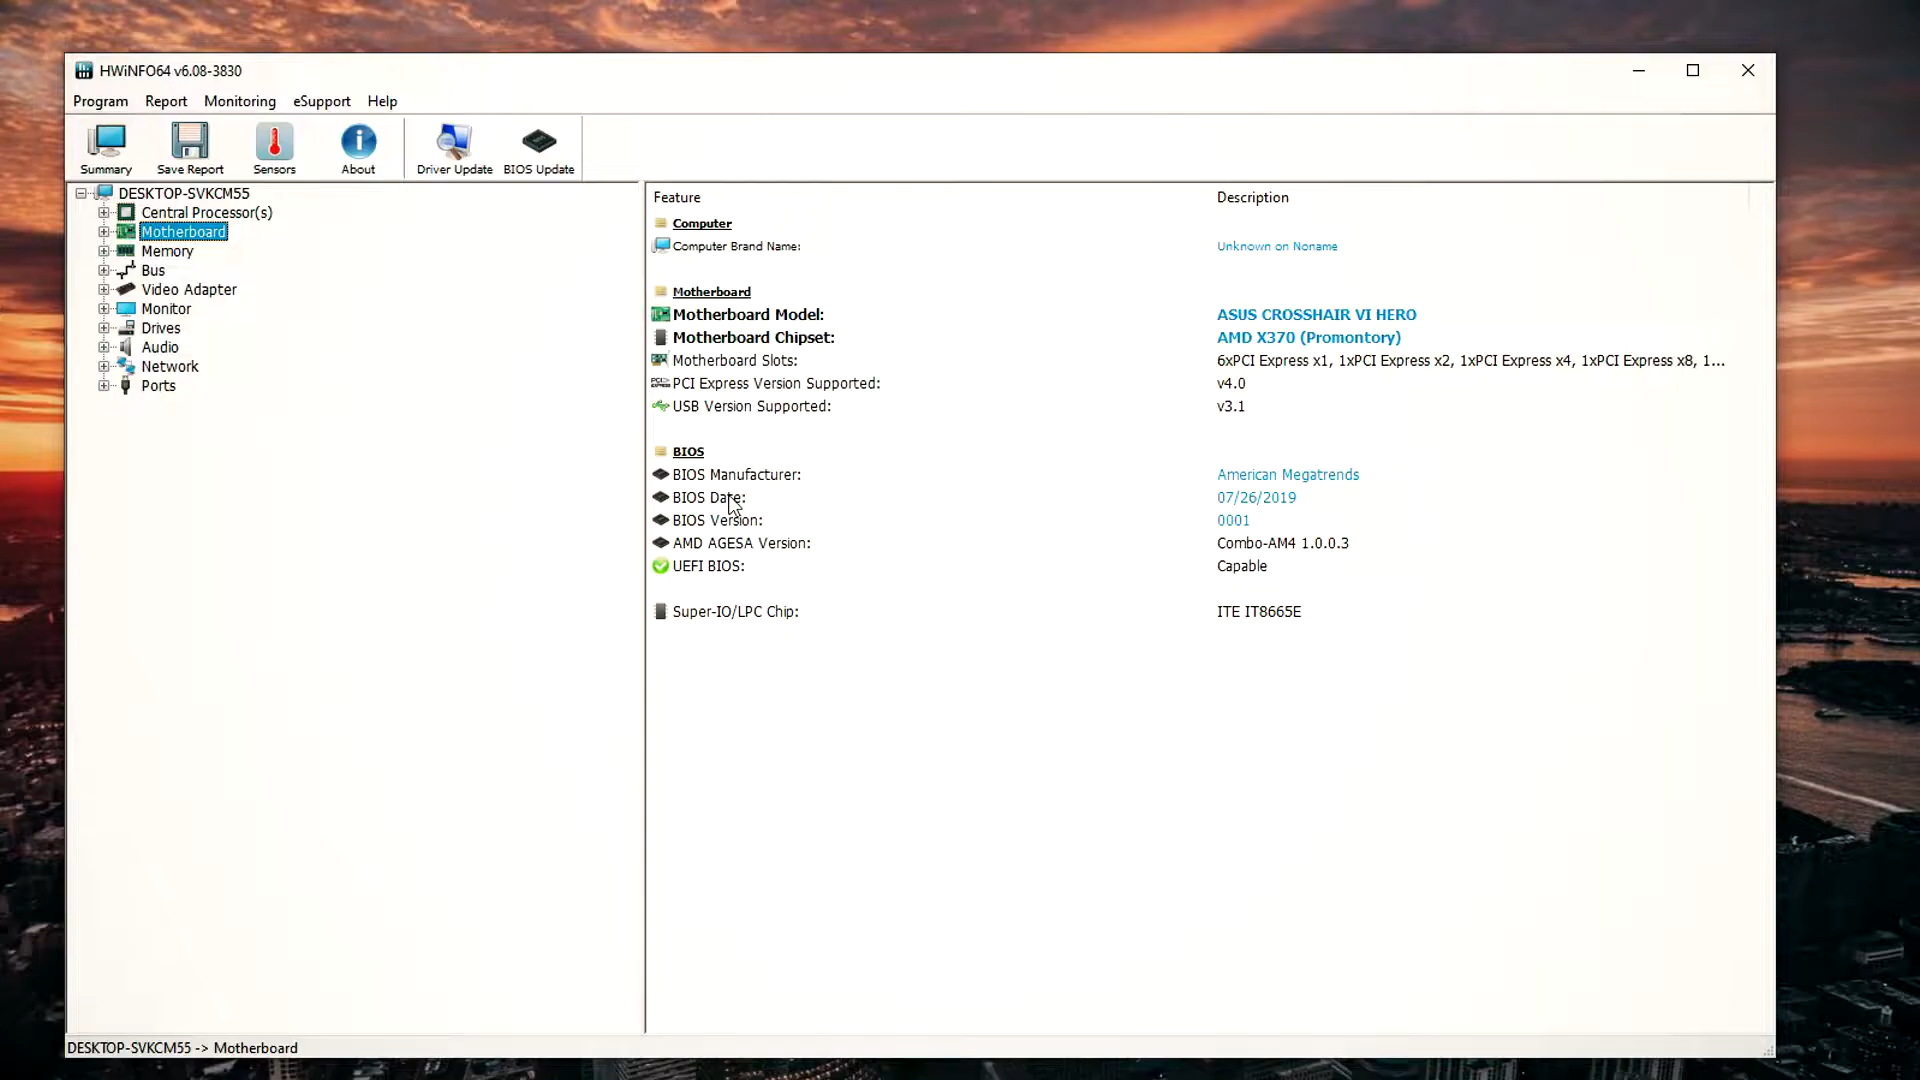 HWiNFO64 v6.08-3830
Program Report Monitoring eSupport Help
Summary Save Report Sensors About Driver Update BIOS Update
DESKTOP-SVKCM55
Central Processor(s)
Motherboard
Memory
Bus
Video Adapter
Monitor
Drives
Audio
Network
Ports
Feature Description
Computer
Computer Brand Name: Unknown on Noname
Motherboard
Motherboard Model: ASUS CROSSHAIR VI HERO
Motherboard Chipset: AMD X370 (Promontory)
Motherboard Slots: 6xPCI Express x1, 1xPCI Express x2, 1xPCI Express x4, 1xPCI Express x8, 1...
PCI Express Version Supported: v4.0
USB Version Supported: v3.1
BIOS
BIOS Manufacturer: American Megatrends
BIOS Date: 07/26/2019
BIOS Version: 0001
AMD AGESA Version: Combo-AM4 1.0.0.3
UEFI BIOS: Capable
Super-IO/LPC Chip: ITE IT8665E
DESKTOP-SVKCM55 -> Motherboard